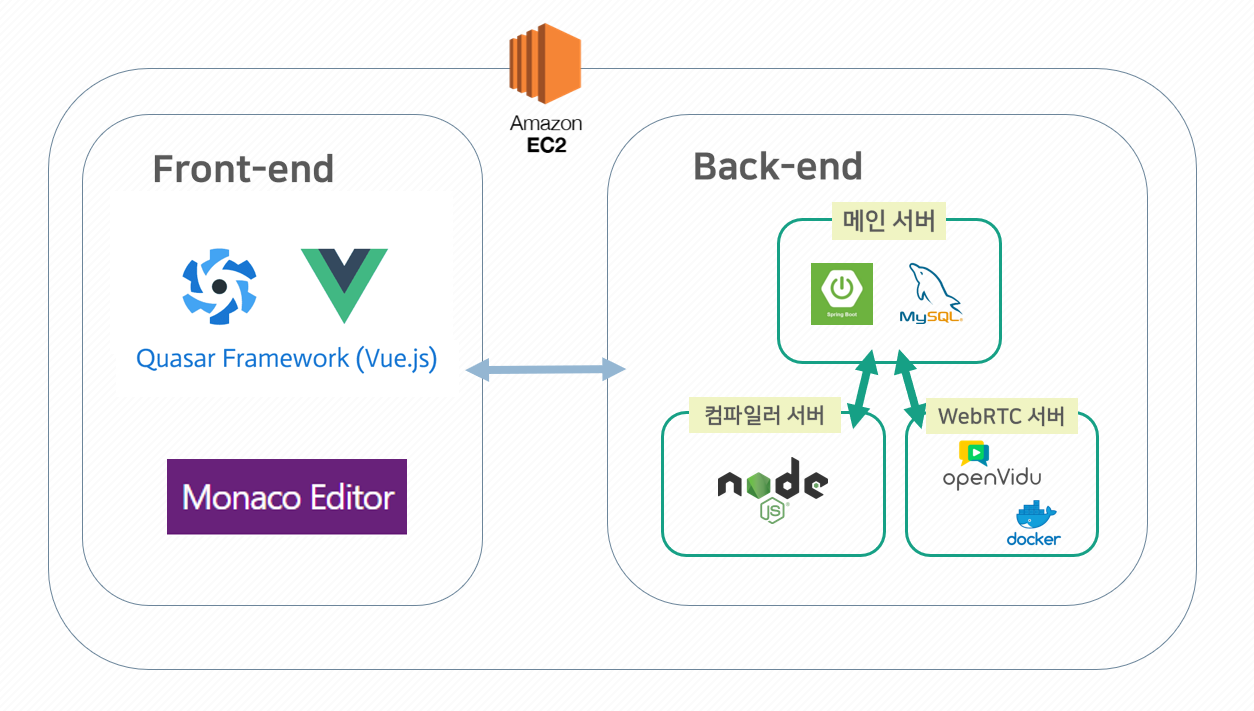 Amazon
EC2
Front-end
Quasar Framework (Vue.js)
Monaco Editor
Back-end
메인 서버
Spring Boot
MySQL®
컴파일러 서버
node
JS®
WebRTC 서버
openVidu
docker